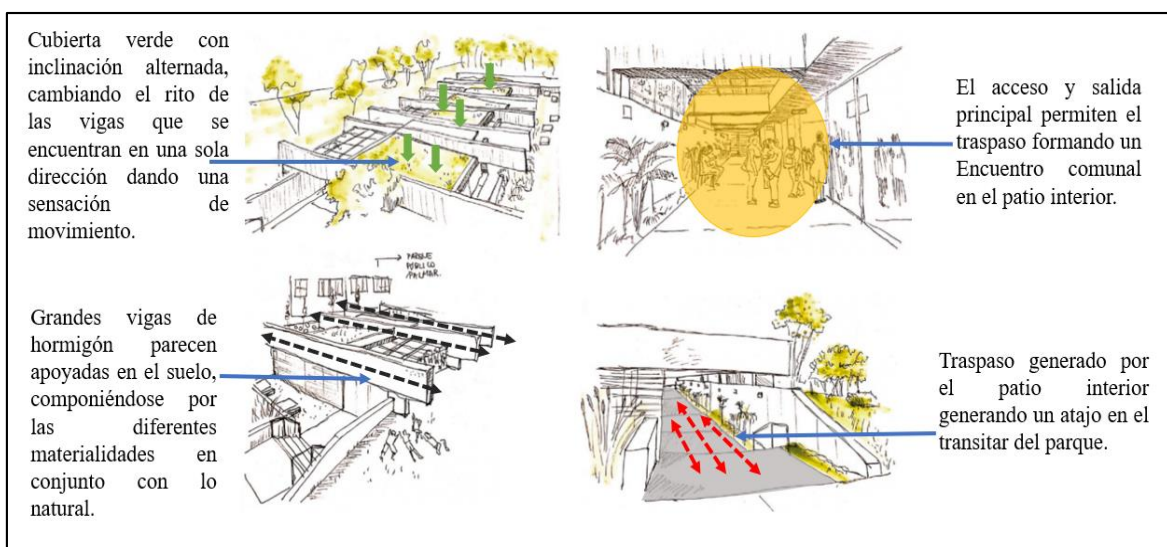 Cubierta verde con
inclinación alternada,
cambiando el rito de
las vigas que se
encuentran en una sola
dirección dando una
sensación de
movimiento.
El acceso y salida
principal permiten el
traspaso formando un
Encuentro comunal
en el patio interior.
PARQUE
PÚBLICO
/PALMAR.
Grandes vigas de
hormigón parecen
apoyadas en el suelo,
componiéndose por
las diferentes
materialidades en
conjunto con lo
natural.
Traspaso generado por
el patio interior
generando un atajo en el
transitar del parque.